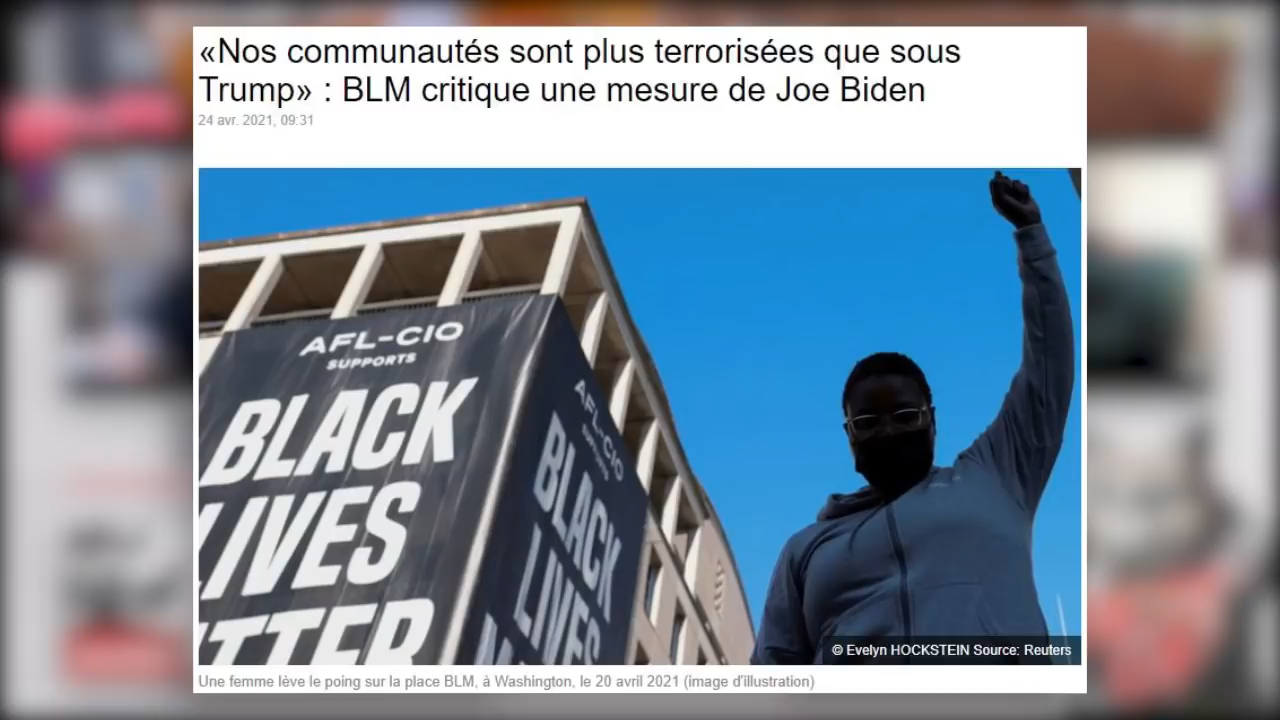 «Nos communautés sont plus terrorisées que sous
Trump» : BLM critique une mesure de Joe Biden
24 avr. 2021, 09:31
AFL-CIO
SUPPORTS
BLACK
LIVES
MATTER
AFL-CIO
SUPPORTS
BLACK
LIVES
© Evelyn HOCKSTEIN Source: Reuters
Une femme lève le poing sur la place BLM, à Washington, le 20 avril 2021 (image d'illustration)